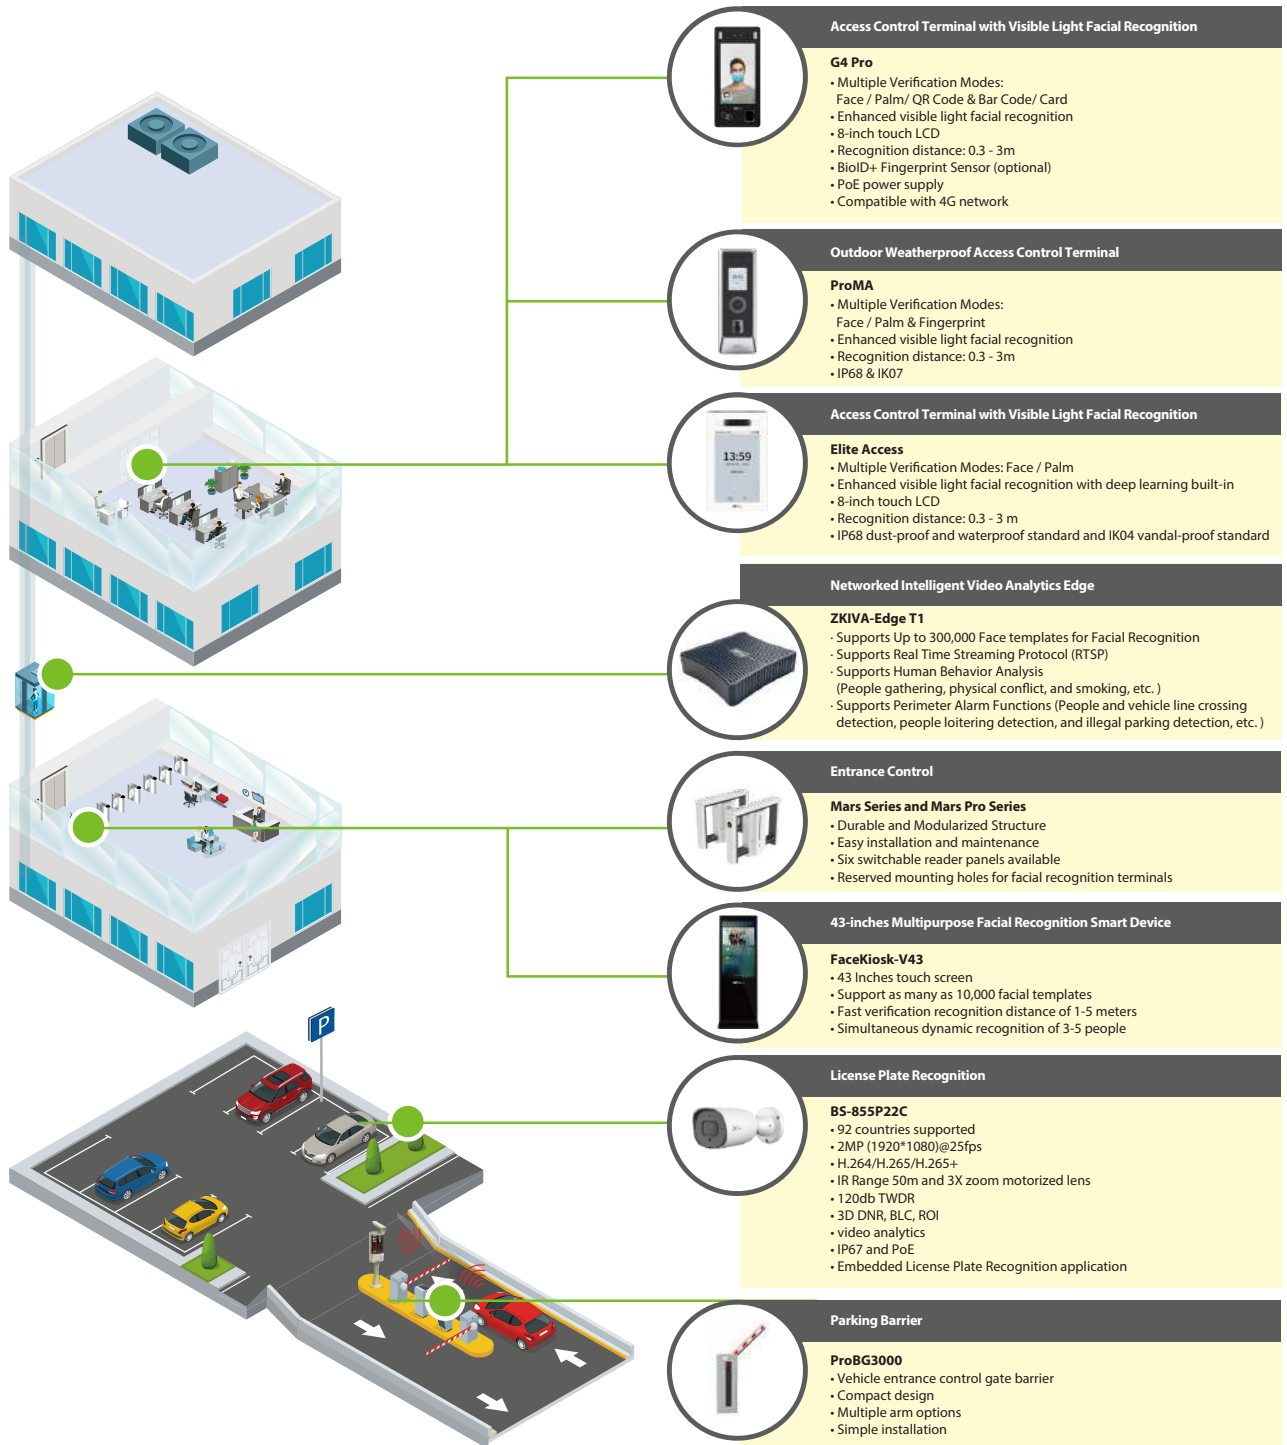 Access Control Terminal with Visible Light Facial Recognition
G4 Pro
• Multiple Verification Modes:
Face / Palm/ QR Code & Bar Code/ Card
• Enhanced visible light facial recognition
• 8-inch touch LCD
• Recognition distance: 0.3 - 3m
• BioID+ Fingerprint Sensor (optional)
• PoE power supply
• Compatible with 4G network
Outdoor Weatherproof Access Control Terminal
ProMA
• Multiple Verification Modes:
Face / Palm & Fingerprint
• Enhanced visible light facial recognition
• Recognition distance: 0.3 - 3m
• IP68 & IK07
Access Control Terminal with Visible Light Facial Recognition
13:59
Elite Access
• Multiple Verification Modes: Face / Palm
• Enhanced visible light facial recognition with deep learning built-in
• 8-inch touch LCD
• Recognition distance: 0.3 - 3 m
• IP68 dust-proof and waterproof standard and IK04 vandal-proof standard
Networked Intelligent Video Analytics Edge
ZKIVA-Edge T1
· Supports Up to 300,000 Face templates for Facial Recognition
· Supports Real Time Streaming Protocol (RTSP)
· Supports Human Behavior Analysis
(People gathering, physical conflict, and smoking, etc. )
· Supports Perimeter Alarm Functions (People and vehicle line crossing
detection, people loitering detection, and illegal parking detection, etc. )
Entrance Control
Mars Series and Mars Pro Series
• Durable and Modularized Structure
• Easy installation and maintenance
• Six switchable reader panels available
• Reserved mounting holes for facial recognition terminals
43-inches Multipurpose Facial Recognition Smart Device
FaceKiosk-V43
• 43 Inches touch screen
• Support as many as 10,000 facial templates
• Fast verification recognition distance of 1-5 meters
• Simultaneous dynamic recognition of 3-5 people
P
License Plate Recognition
BS-855P22C
• 92 countries supported
• 2MP (1920*1080)@25fps
• H.264/H.265/H.265+
• IR Range 50m and 3X zoom motorized lens
• 120db TWDR
• 3D DNR, BLC, ROI
• video analytics
• IP67 and PoE
• Embedded License Plate Recognition application
Parking Barrier
ProBG3000
• Vehicle entrance control gate barrier
• Compact design
• Multiple arm options
• Simple installation